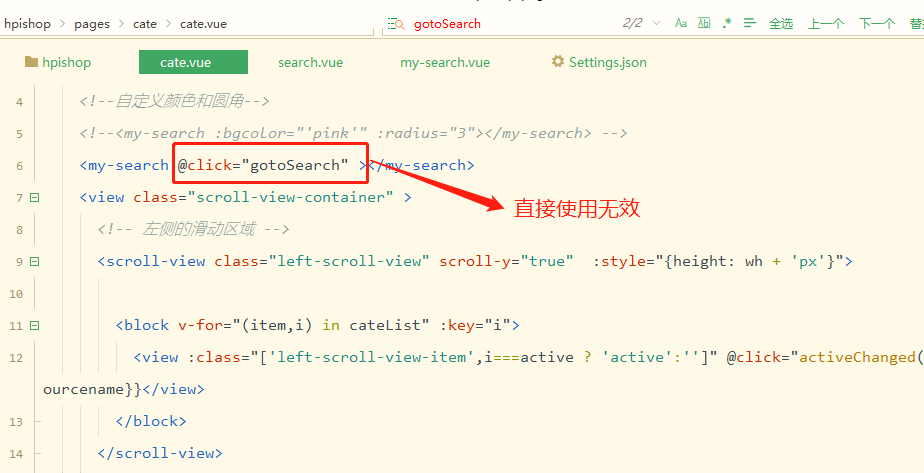 hpishop > pages > cate > cate.vue
gotoSearch
2/2
Aa
Ab
.*
全选
上一个
下一个
hpishop
cate.vue
search.vue
my-search.vue
Settings.json
4 <!--自定义颜色和圆角-->
5 <!--<my-search :bgcolor="'pink'" :radius="3"></my-search> -->
6 <my-search @click="gotoSearch" ></my-search>
直接使用无效
7 <view class="scroll-view-container" >
8 <!-- 左侧的滑动区域 -->
9 <scroll-view class="left-scroll-view" scroll-y="true" :style="{height: wh + 'px'}">
10
11 <block v-for="(item,i) in cateList" :key="i">
12 <view :class="['left-scroll-view-item',i===active ? 'active':'']" @click="activeChanged(
ourcename}}</view>
13 </block>
14 </scroll-view>